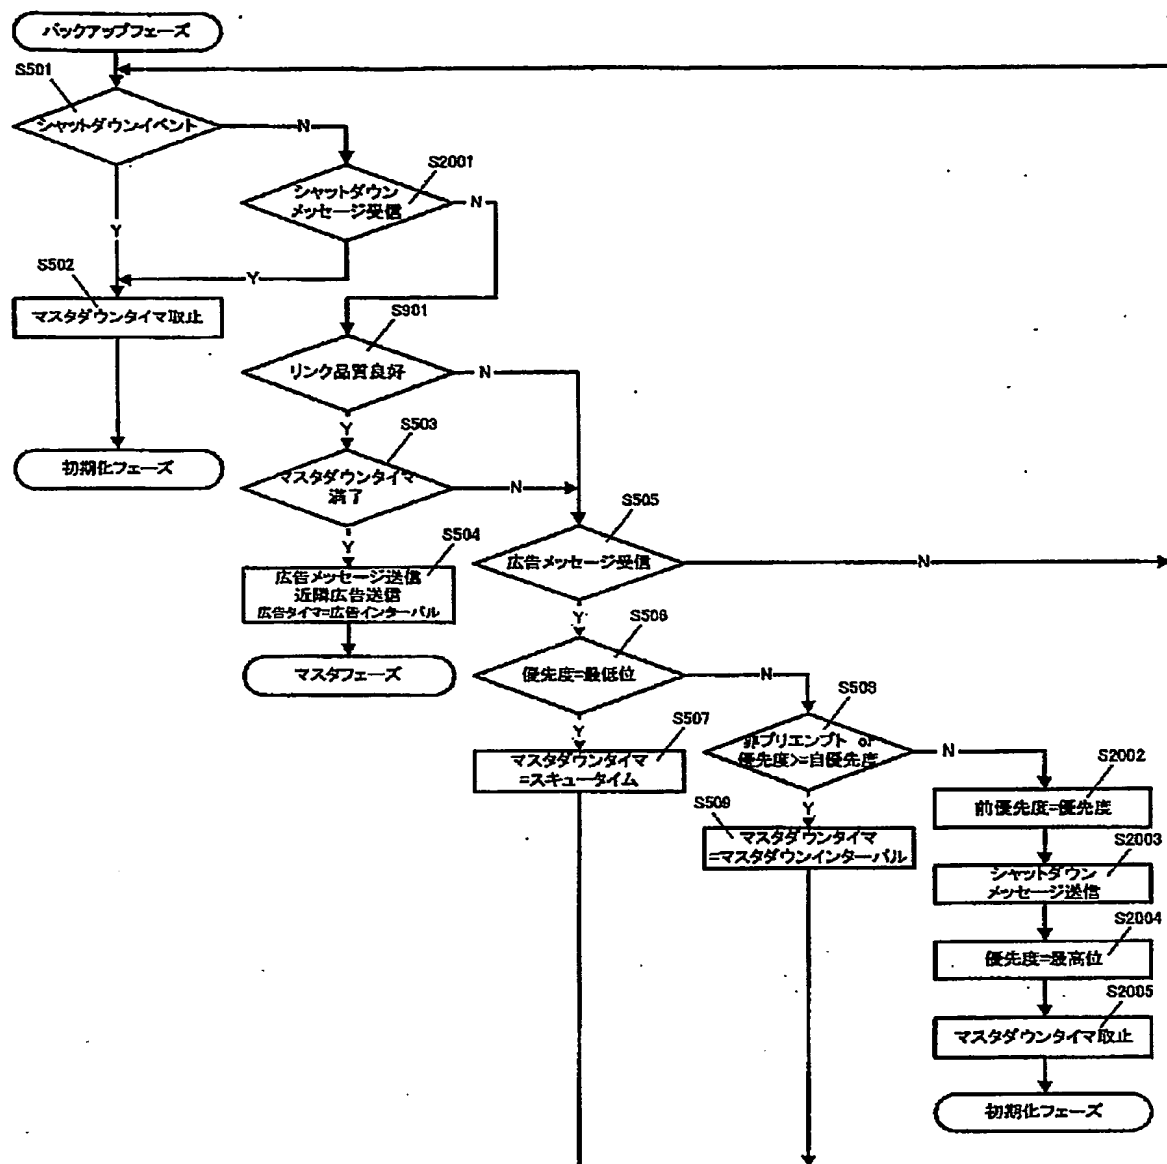 バックアップフェーズ
S501
シャットダウンイベント
N
S2001
シャットダウン
メッセージ受信
N
Y
Y
S502
マスタダウンタイマ取止
S901
リンク品質良好
N
Y
S503
初期化フェーズ
マスタダウンタイマ
満了
N
S505
Y
S504
広告メッセージ受信
N
広告メッセージ送信
近隣広告送信
広告タイマ=広告インターバル
Y
S506
マスタフェーズ
優先度=最低位
N
S508
Y
S507
非プリエンプト or
優先度>=自優先度
N
マスタダウンタイマ
=スキュータイム
S2002
前優先度=優先度
Y
S509
マスタダウンタイマ
=マスタダウンインターバル
S2003
シャットダウン
メッセージ送信
S2004
優先度=最高位
S2005
マスタダウンタイマ取止
初期化フェーズ